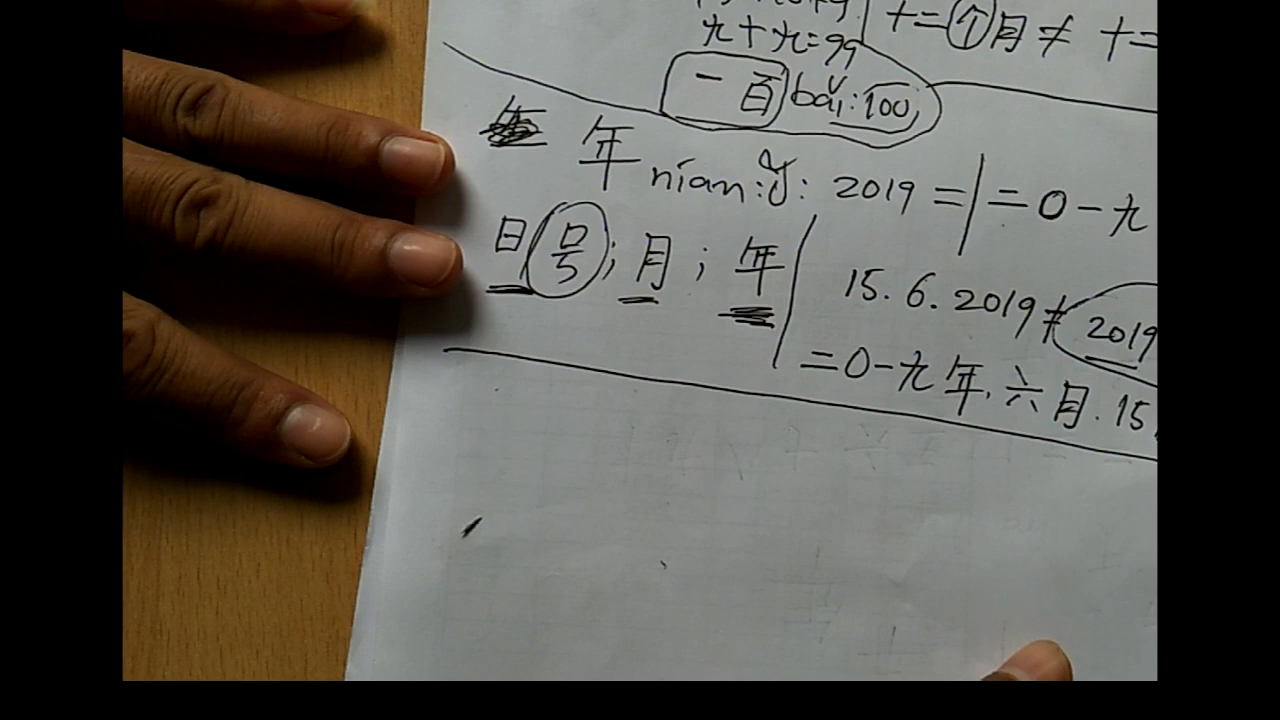 九十九=99
十二个月≠十二
一百 bǎi: 100
年 nián: ปี: 2019 = 二0一九
日号; 月; 年
15.6.2019 ≠ 2019
二0一九年.六月.15